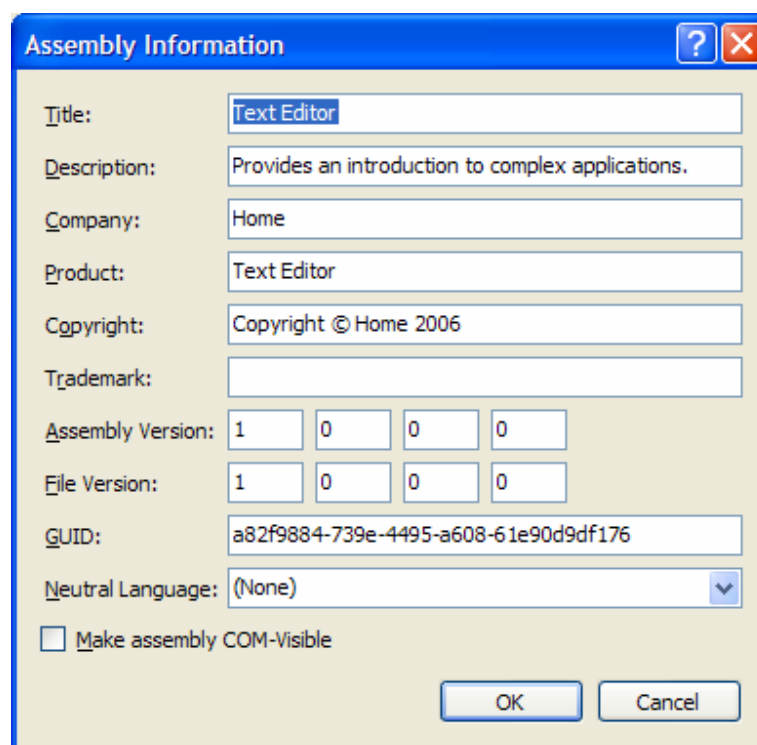 Assembly Information
Title: Text Editor
Description: Provides an introduction to complex applications.
Company: Home
Product: Text Editor
Copyright: Copyright © Home 2006
Trademark:
Assembly Version: 1 0 0 0
File Version: 1 0 0 0
GUID: a82f9884-739e-4495-a608-61e90d9df176
Neutral Language: (None)
Make assembly COM-Visible
OK Cancel